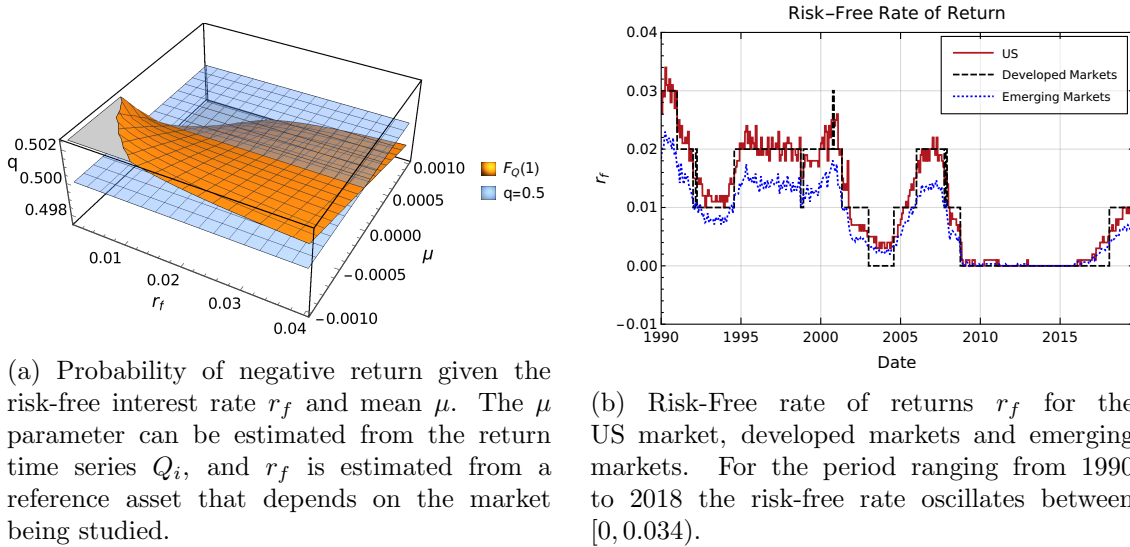 0.502
q
0.500
0.498
0.01
0.02
r_f
0.03
0.04
0.0010
0.0005
0.0000
μ
−0.0005
−0.0010
F_Q(1)
q=0.5
(a) Probability of negative return given the
risk-free interest rate r_f and mean μ. The μ
parameter can be estimated from the return
time series Q_i, and r_f is estimated from a
reference asset that depends on the market
being studied.
Risk−Free Rate of Return
0.04
0.03
0.02
r_f
0.01
0.00
−0.01
1990
1995
2000
2005
2010
2015
Date
US
Developed Markets
Emerging Markets
(b) Risk-Free rate of returns r_f for the
US market, developed markets and emerging
markets. For the period ranging from 1990
to 2018 the risk-free rate oscillates between
[0, 0.034).